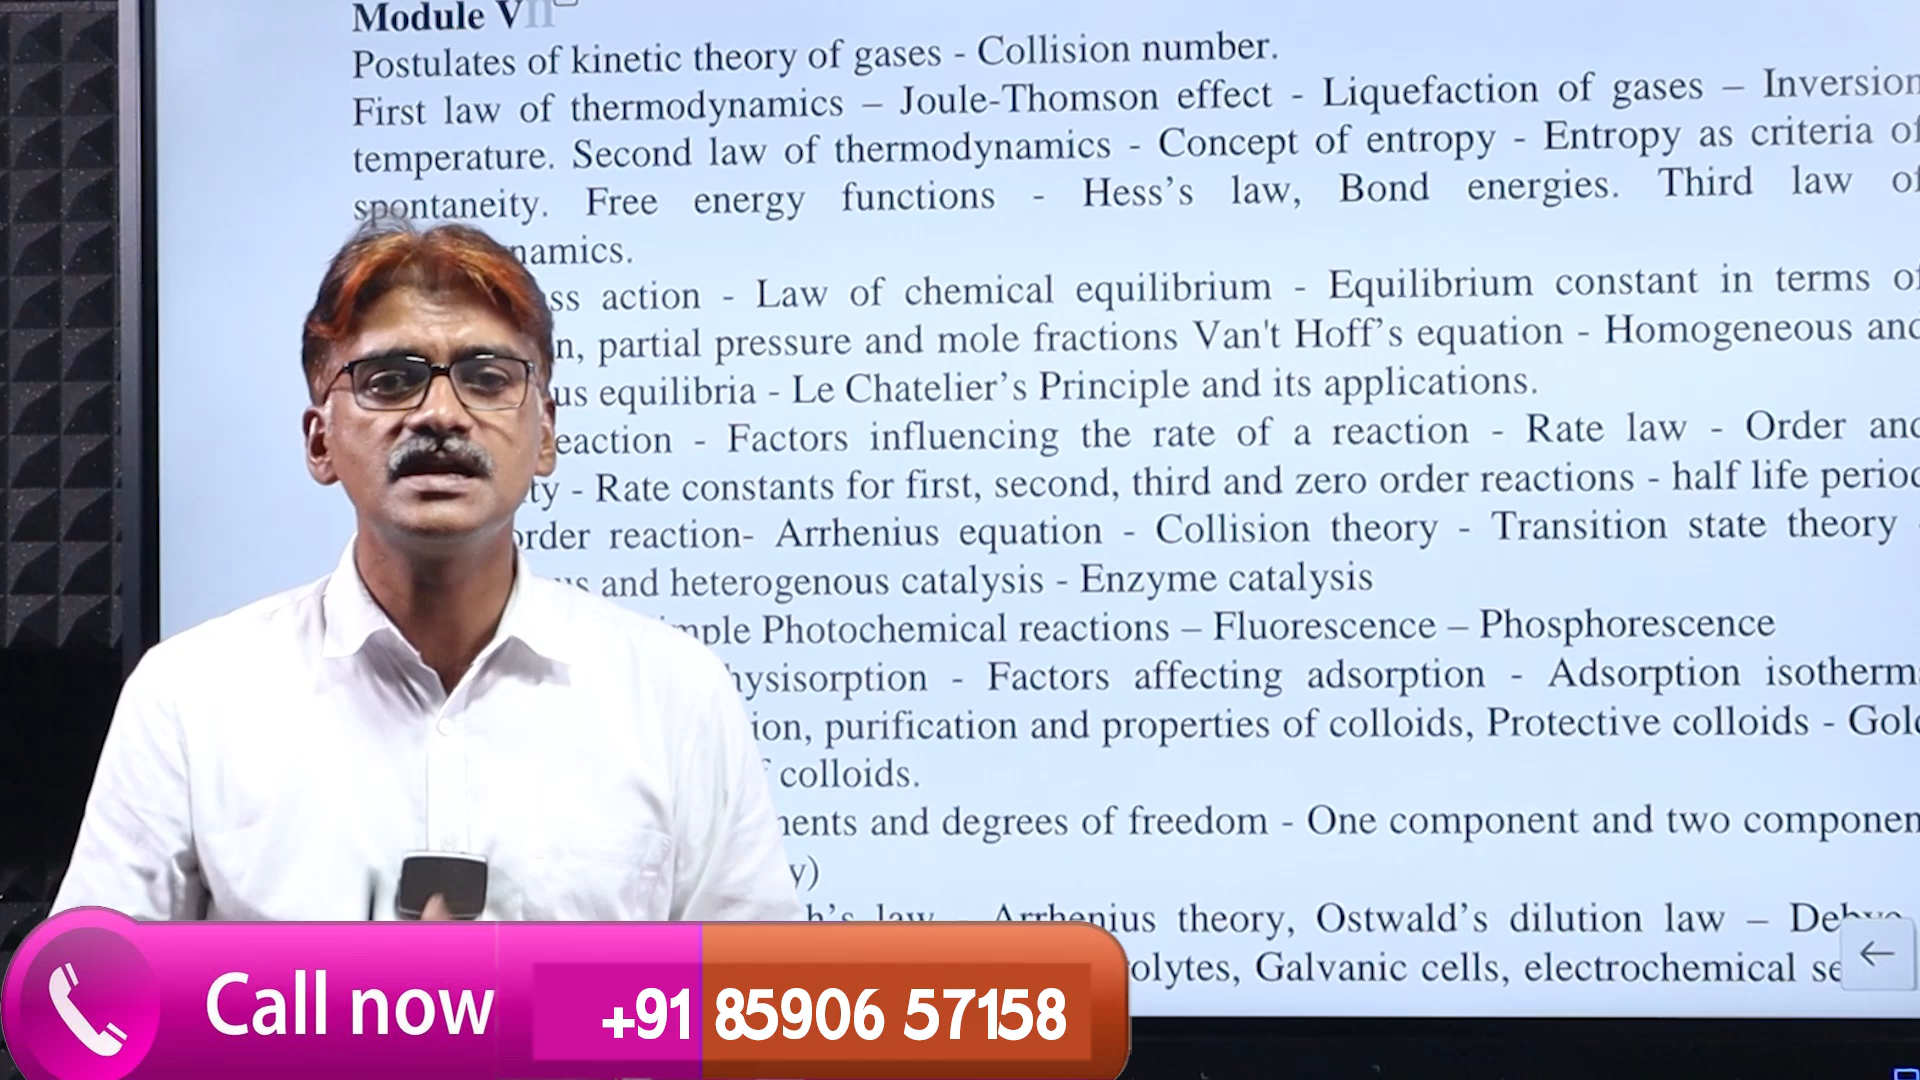 Module VII
Postulates of kinetic theory of gases - Collision number.
First law of thermodynamics – Joule-Thomson effect - Liquefaction of gases – Inversion
temperature. Second law of thermodynamics - Concept of entropy - Entropy as criteria of
spontaneity. Free energy functions - Hess’s law, Bond energies. Third law of
namics.
ss action - Law of chemical equilibrium - Equilibrium constant in terms of
n, partial pressure and mole fractions Van't Hoff’s equation - Homogeneous and
us equilibria - Le Chatelier’s Principle and its applications.
eaction - Factors influencing the rate of a reaction - Rate law - Order and
ty - Rate constants for first, second, third and zero order reactions - half life period
order reaction- Arrhenius equation - Collision theory - Transition state theory -
us and heterogenous catalysis - Enzyme catalysis
mple Photochemical reactions – Fluorescence – Phosphorescence
hysisorption - Factors affecting adsorption - Adsorption isotherms
ion, purification and properties of colloids, Protective colloids - Gold
f colloids.
nents and degrees of freedom - One component and two componen
y)
h’s law - Arrhenius theory, Ostwald’s dilution law – Debye
olytes, Galvanic cells, electrochemical se
Call now +91 85906 57158